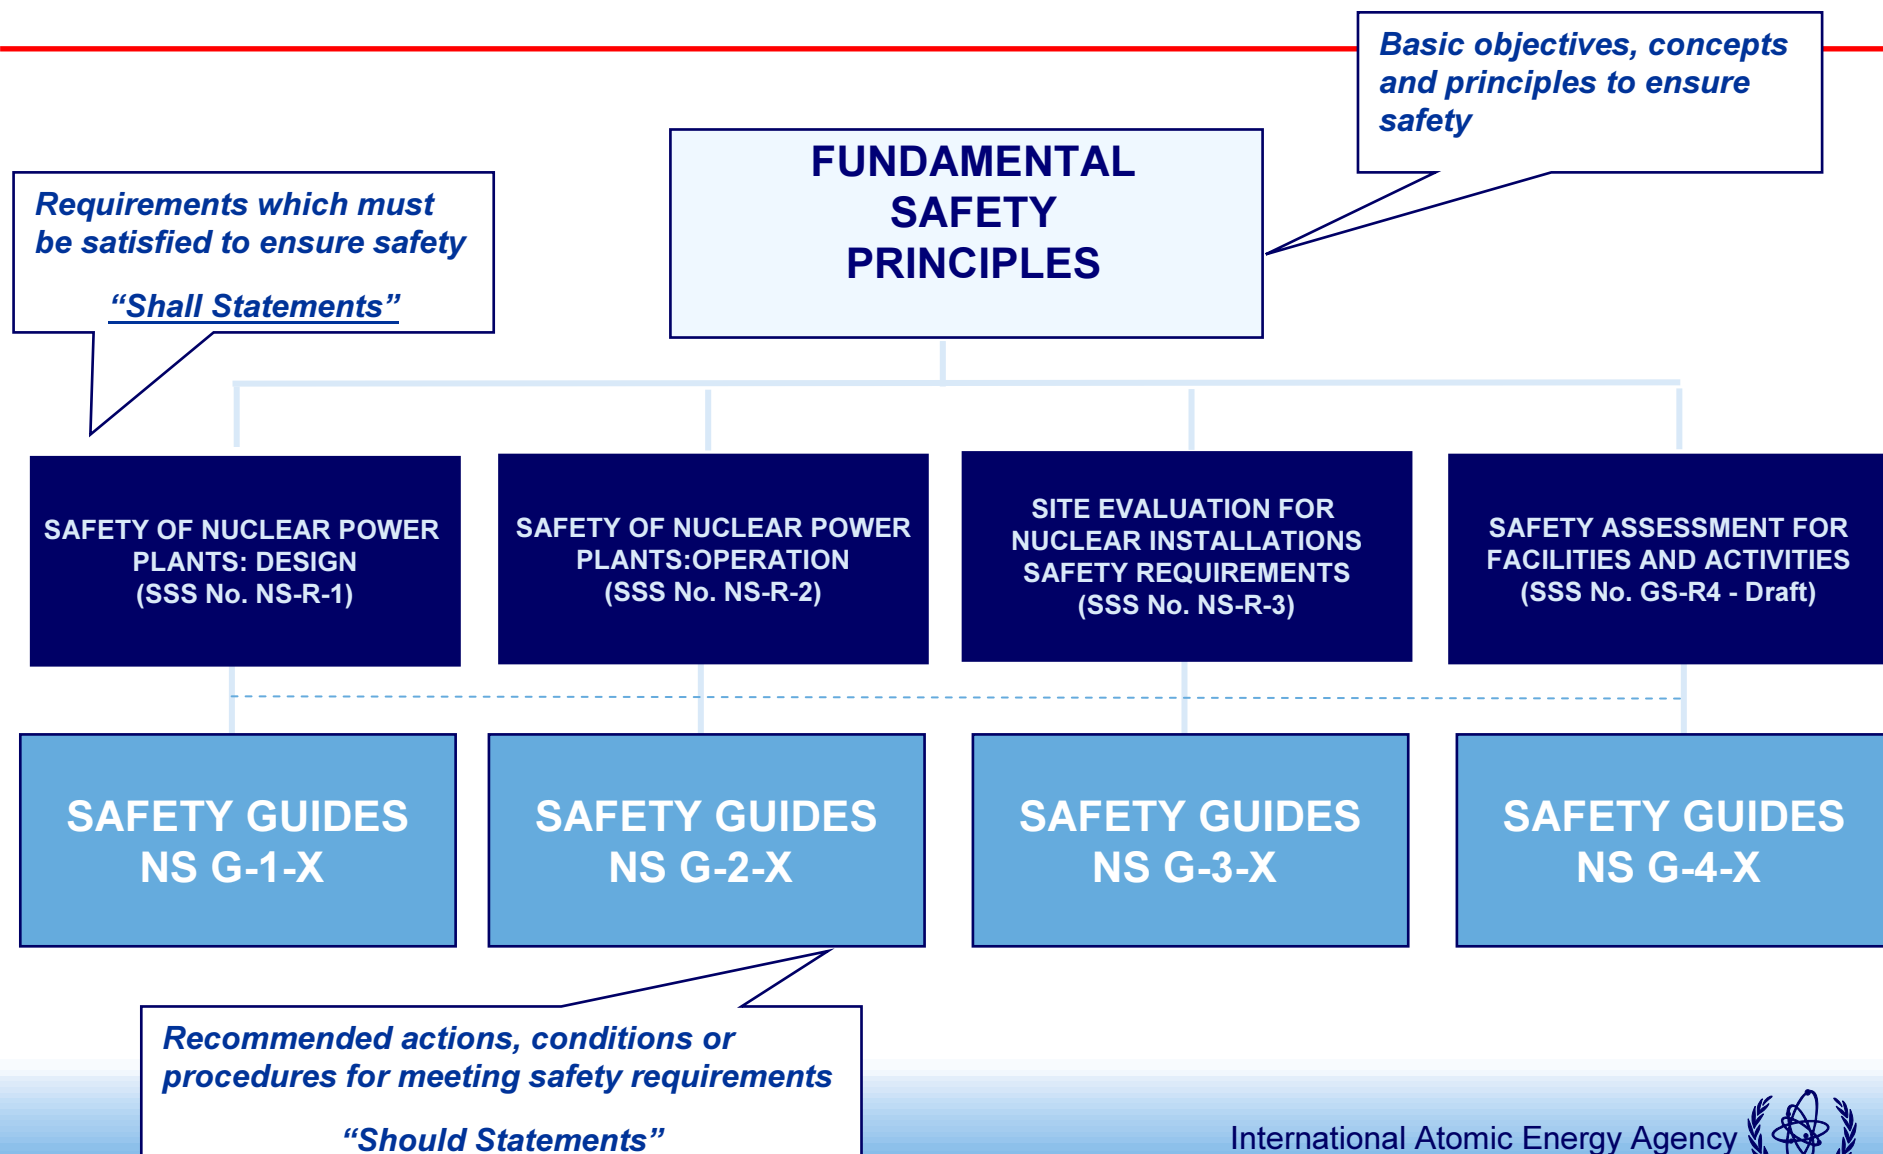 Basic objectives, concepts
and principles to ensure
safety
FUNDAMENTAL
SAFETY
PRINCIPLES
Requirements which must
be satisfied to ensure safety
“Shall Statements”
SAFETY OF NUCLEAR POWER
PLANTS: DESIGN
(SSS No. NS-R-1)
SAFETY OF NUCLEAR POWER
PLANTS:OPERATION
(SSS No. NS-R-2)
SITE EVALUATION FOR
NUCLEAR INSTALLATIONS
SAFETY REQUIREMENTS
(SSS No. NS-R-3)
SAFETY ASSESSMENT FOR
FACILITIES AND ACTIVITIES
(SSS No. GS-R4 - Draft)
SAFETY GUIDES
NS G-1-X
SAFETY GUIDES
NS G-2-X
SAFETY GUIDES
NS G-3-X
SAFETY GUIDES
NS G-4-X
Recommended actions, conditions or
procedures for meeting safety requirements
“Should Statements”
International Atomic Energy Agency